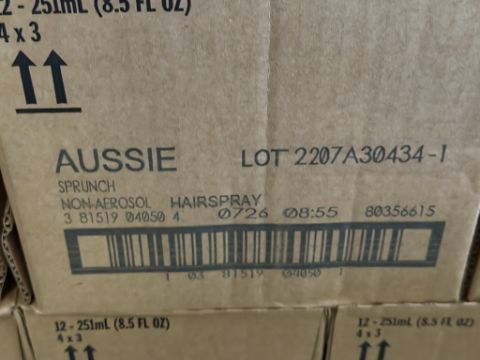 12 - 251mL (8.5 FL OZ)
4 x 3
AUSSIE LOT 2207A30434-1
SPRUNCH
NON-AEROSOL HAIRSPRAY
3 81519 04050 4 0726 08:55 80356615
1 03 81519 04050 1
12 - 251mL (8.5 FL OZ)
4 x 3
12 - 251mL (8.5 FL OZ)
4 x 3